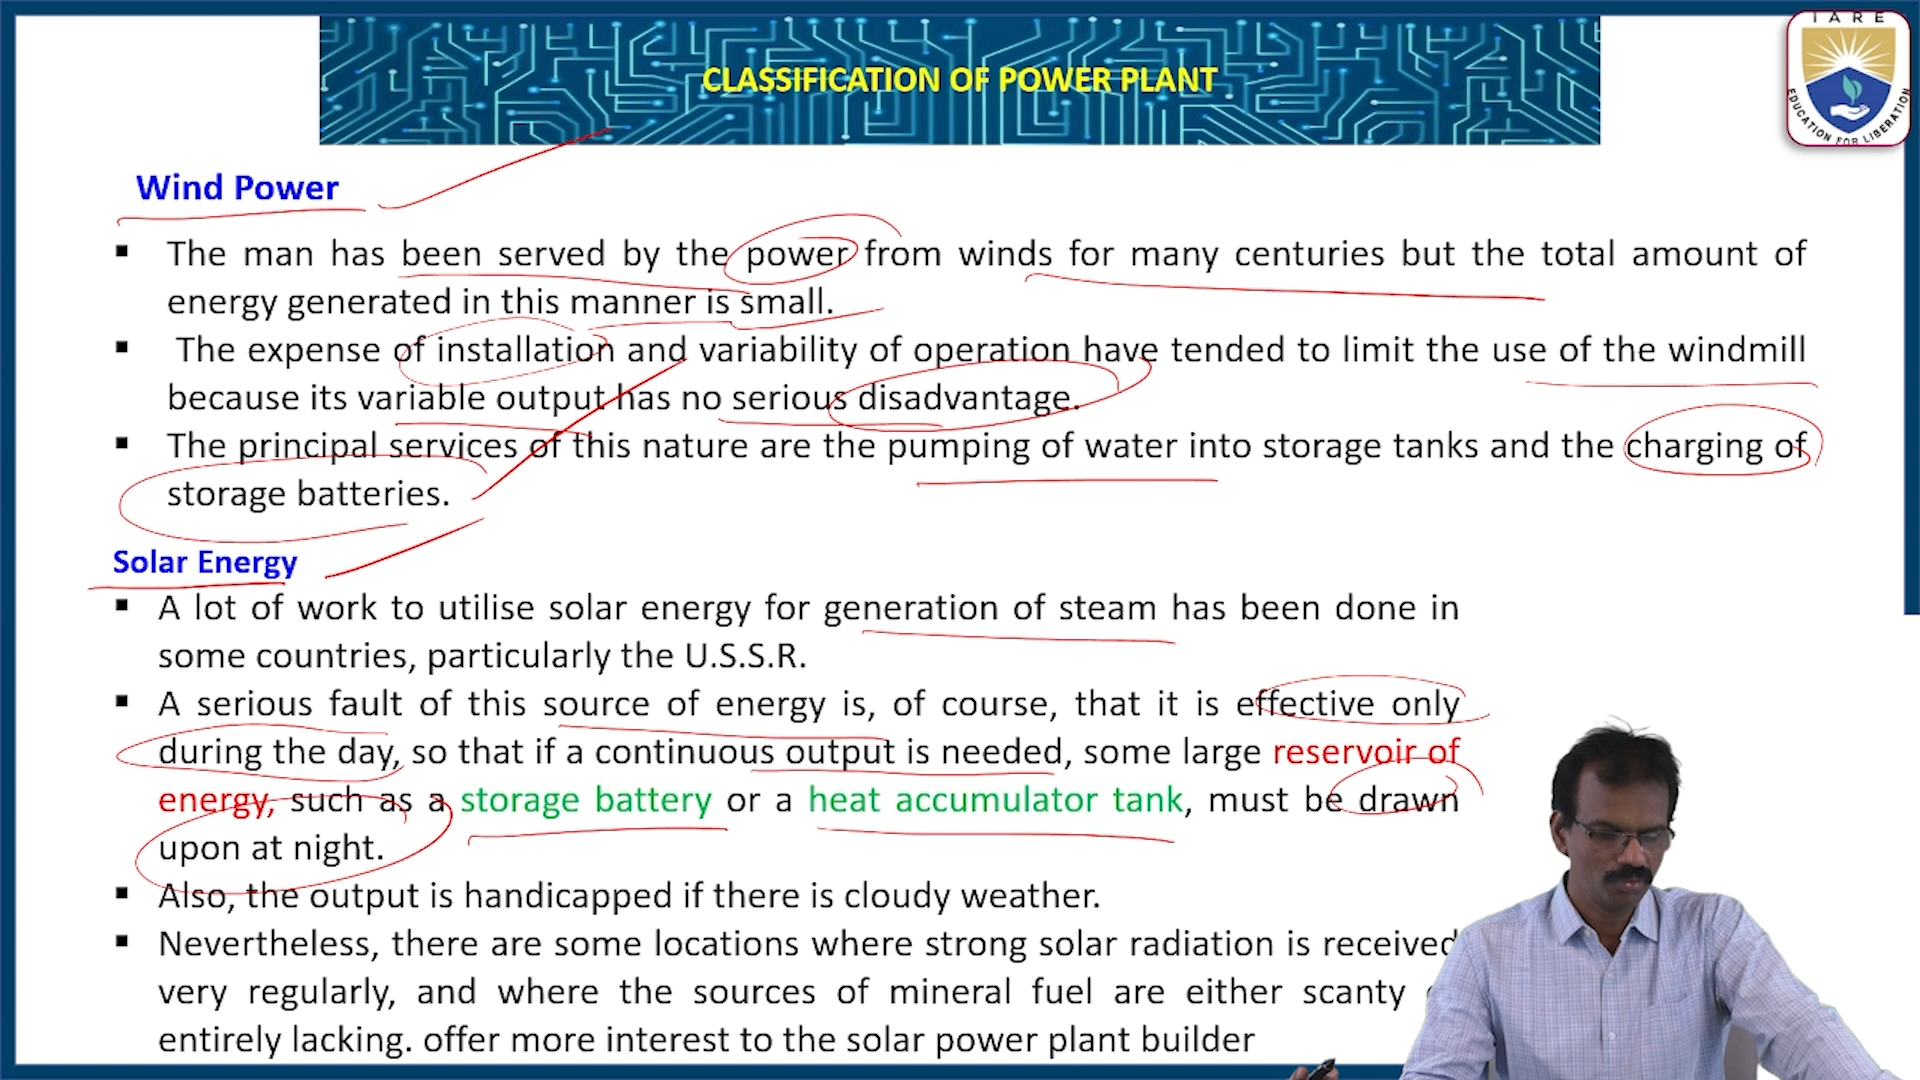 CLASSIFICATION OF POWER PLANT
IARE
EDUCATION FOR LIBERATION
Wind Power
▪ The man has been served by the power from winds for many centuries but the total amount of
energy generated in this manner is small.
▪ The expense of installation and variability of operation have tended to limit the use of the windmill
because its variable output has no serious disadvantage.
▪ The principal services of this nature are the pumping of water into storage tanks and the charging of
storage batteries.
Solar Energy
▪ A lot of work to utilise solar energy for generation of steam has been done in
some countries, particularly the U.S.S.R.
▪ A serious fault of this source of energy is, of course, that it is effective only
during the day, so that if a continuous output is needed, some large reservoir of
energy, such as a storage battery or a heat accumulator tank, must be drawn
upon at night.
▪ Also, the output is handicapped if there is cloudy weather.
▪ Nevertheless, there are some locations where strong solar radiation is received
very regularly, and where the sources of mineral fuel are either scanty
entirely lacking. offer more interest to the solar power plant builder